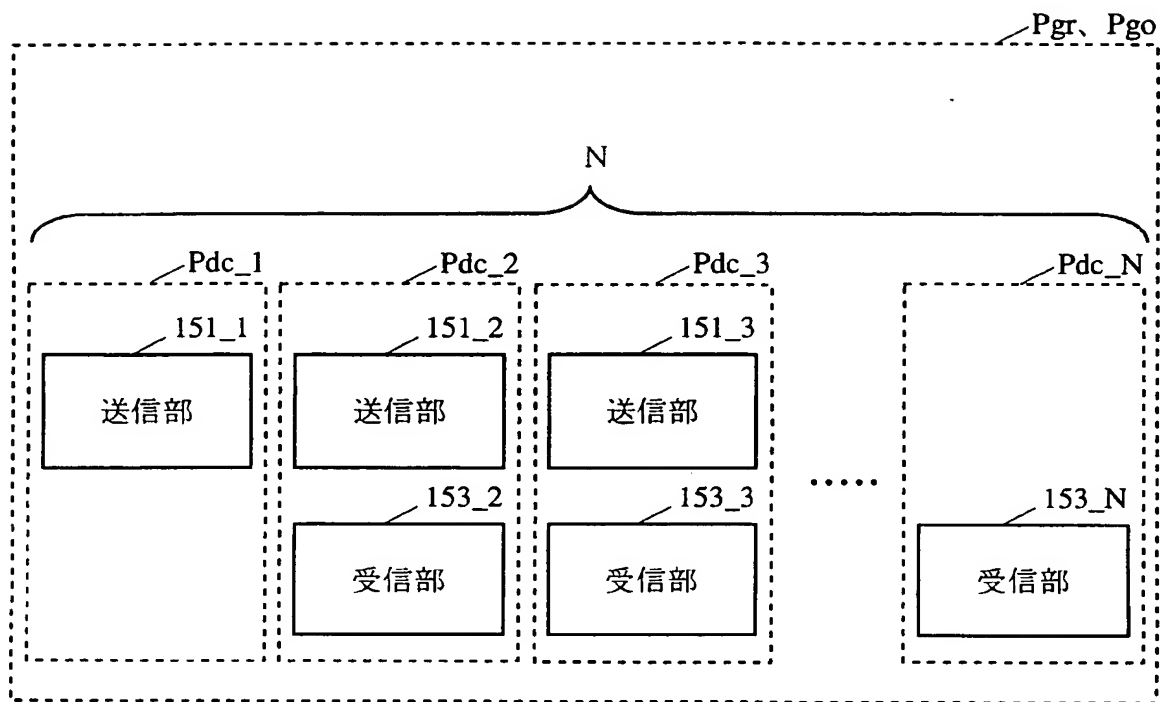 Pgr、Pgo
N
Pdc_1
Pdc_2
Pdc_3
Pdc_N
151_1
151_2
151_3
送信部
送信部
送信部
.....
153_2
153_3
153_N
受信部
受信部
受信部